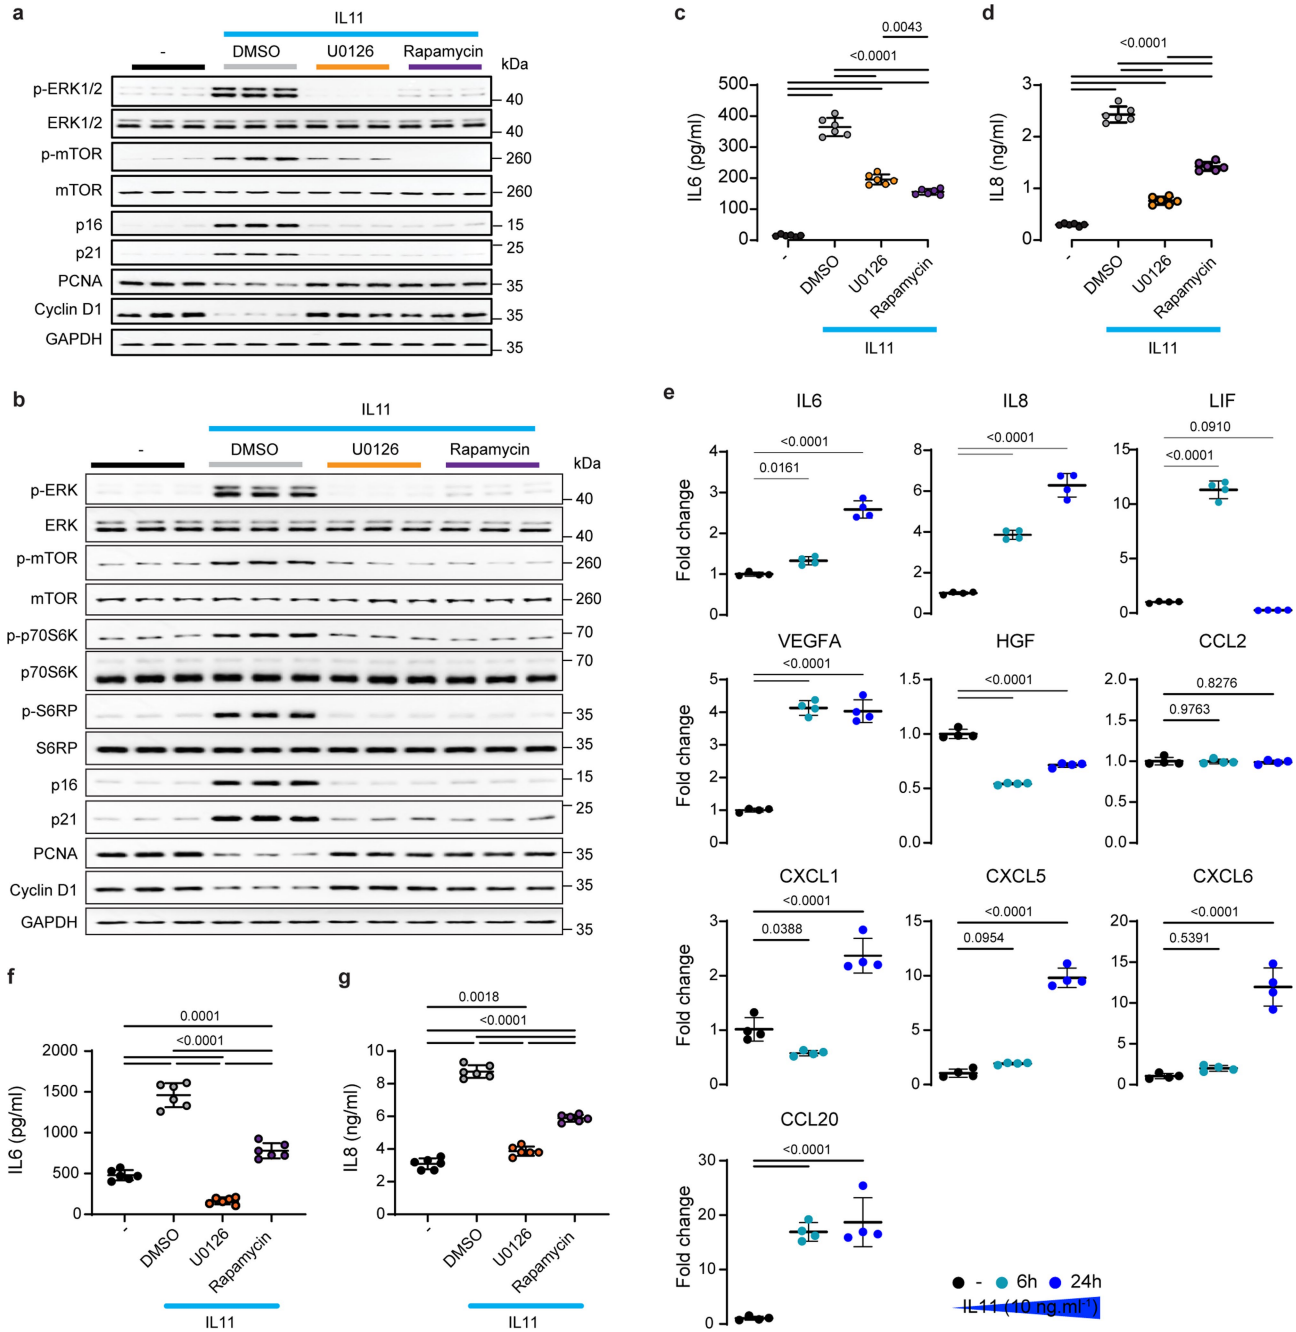 a
IL11
- DMSO U0126 Rapamycin
kDa
p-ERK1/2 40
ERK1/2 40
p-mTOR 260
mTOR 260
p16 15
p21 25
PCNA 35
Cyclin D1 35
GAPDH 35
b
IL11
- DMSO U0126 Rapamycin
kDa
p-ERK 40
ERK 40
p-mTOR 260
mTOR 260
p-p70S6K 70
p70S6K 70
p-S6RP 35
S6RP 35
p16 15
p21 25
PCNA 35
Cyclin D1 35
GAPDH 35
c
0.0043
<0.0001
IL6 (pg/ml)
500
400
300
200
100
0
- DMSO U0126 Rapamycin
IL11
d
<0.0001
IL8 (ng/ml)
3
2
1
0
- DMSO U0126 Rapamycin
IL11
e
IL6
<0.0001
0.0161
Fold change
4
3
2
1
0
IL8
<0.0001
8
6
4
2
0
LIF
0.0910
<0.0001
15
10
5
0
VEGFA
<0.0001
Fold change
5
4
3
2
1
0
HGF
<0.0001
1.5
1.0
0.5
0.0
CCL2
0.8276
0.9763
2.0
1.5
1.0
0.5
0.0
CXCL1
<0.0001
0.0388
Fold change
3
2
1
0
CXCL5
<0.0001
0.0954
15
10
5
0
CXCL6
<0.0001
0.5391
20
15
10
5
0
CCL20
<0.0001
Fold change
30
20
10
0
- 6h 24h
IL11 (10 ng.ml⁻¹)
f
0.0001
<0.0001
IL6 (pg/ml)
2000
1500
1000
500
0
- DMSO U0126 Rapamycin
IL11
g
0.0018
<0.0001
IL8 (ng/ml)
10
8
6
4
2
0
- DMSO U0126 Rapamycin
IL11